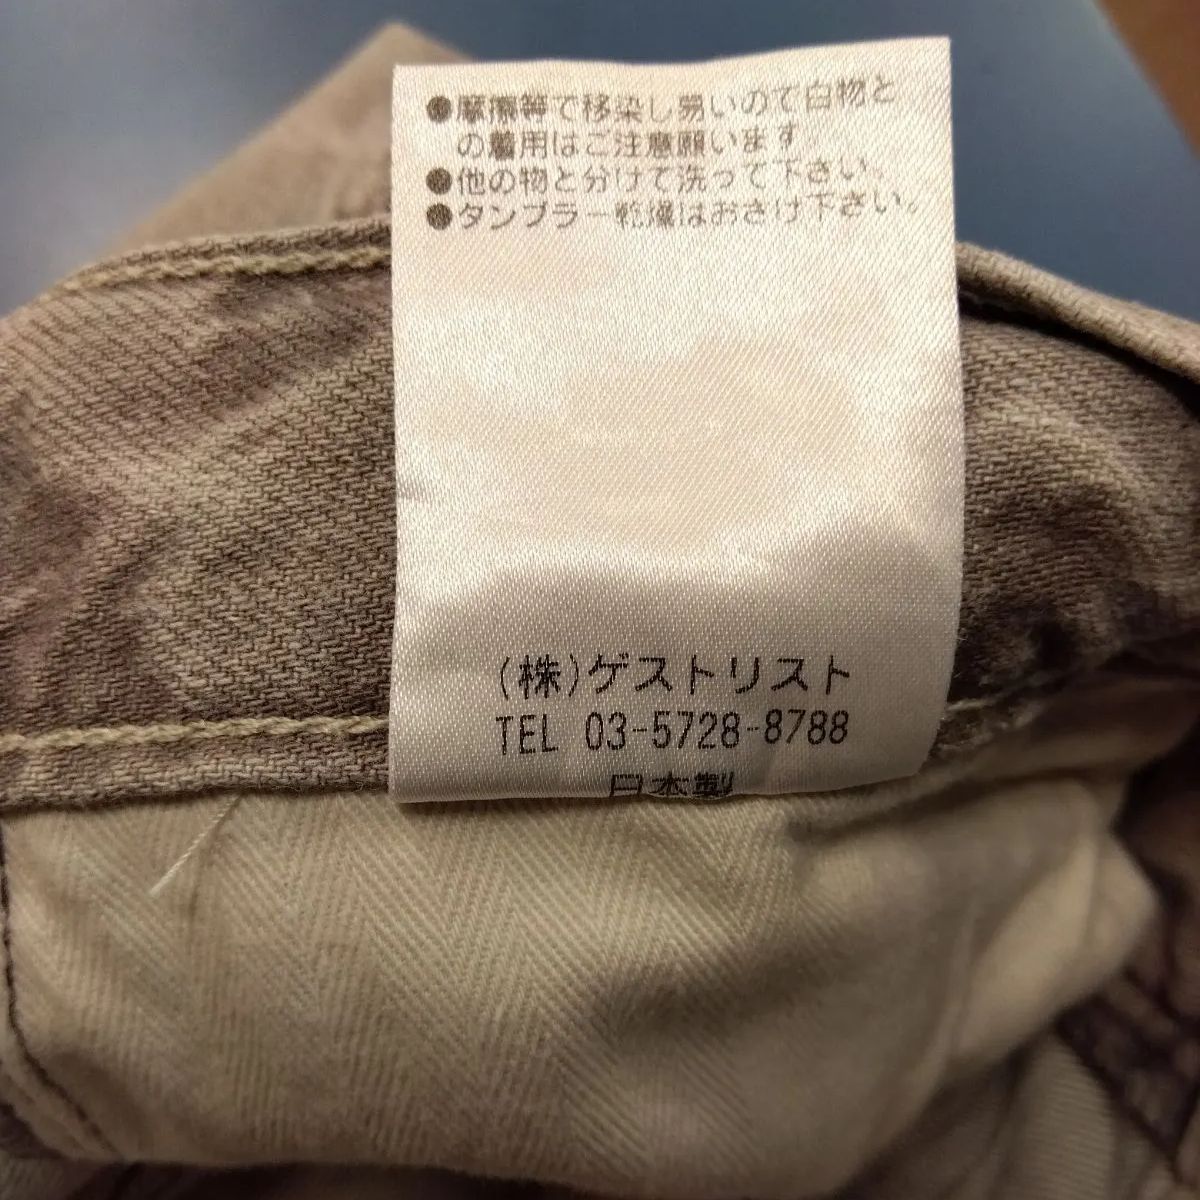 ●摩擦等で移染し易いので白物と
の着用はご注意願います。
●他の物と分けて洗って下さい。
●タンブラー乾燥はおさけ下さい。
(株)ゲストリスト
TEL 03-5728-8788
日本製